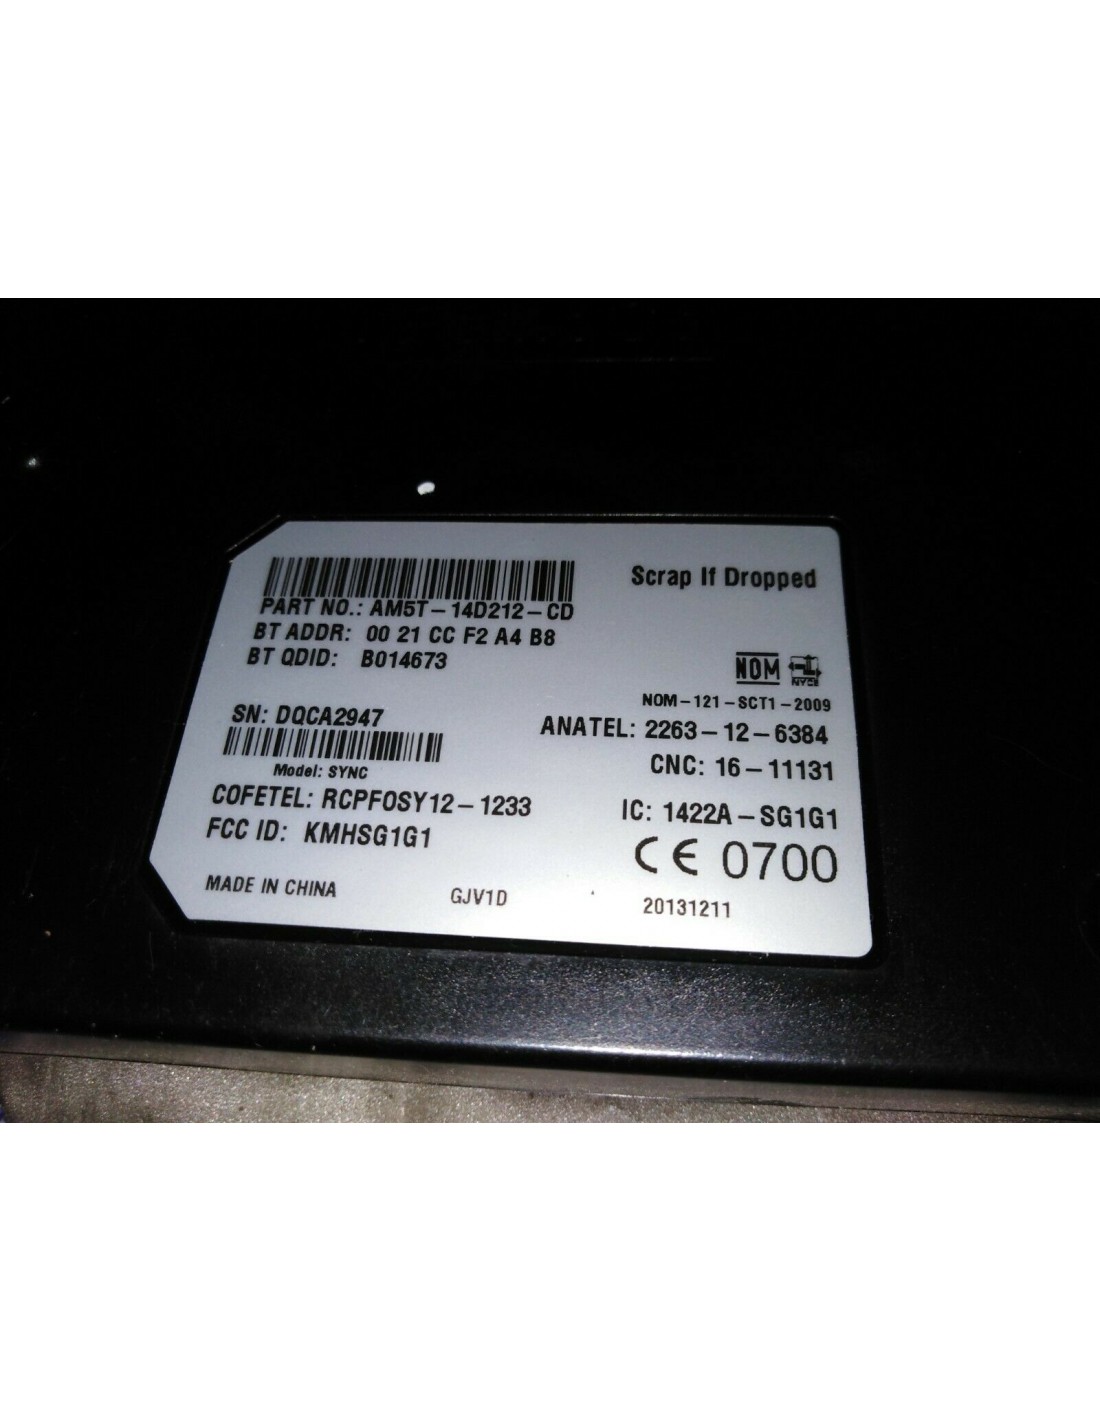 Scrap If Dropped
PART NO.: AM5T-14D212-CD
BT ADDR: 00 21 CC F2 A4 B8
BT QDID: B014673
NOM NYCE
NOM-121-SCT1-2009
SN: DQCA2947
ANATEL: 2263-12-6384
Model: SYNC
CNC: 16-11131
COFETEL: RCPFOSY12-1233
IC: 1422A-SG1G1
FCC ID: KMHSG1G1
CE 0700
MADE IN CHINA
GJV1D
20131211